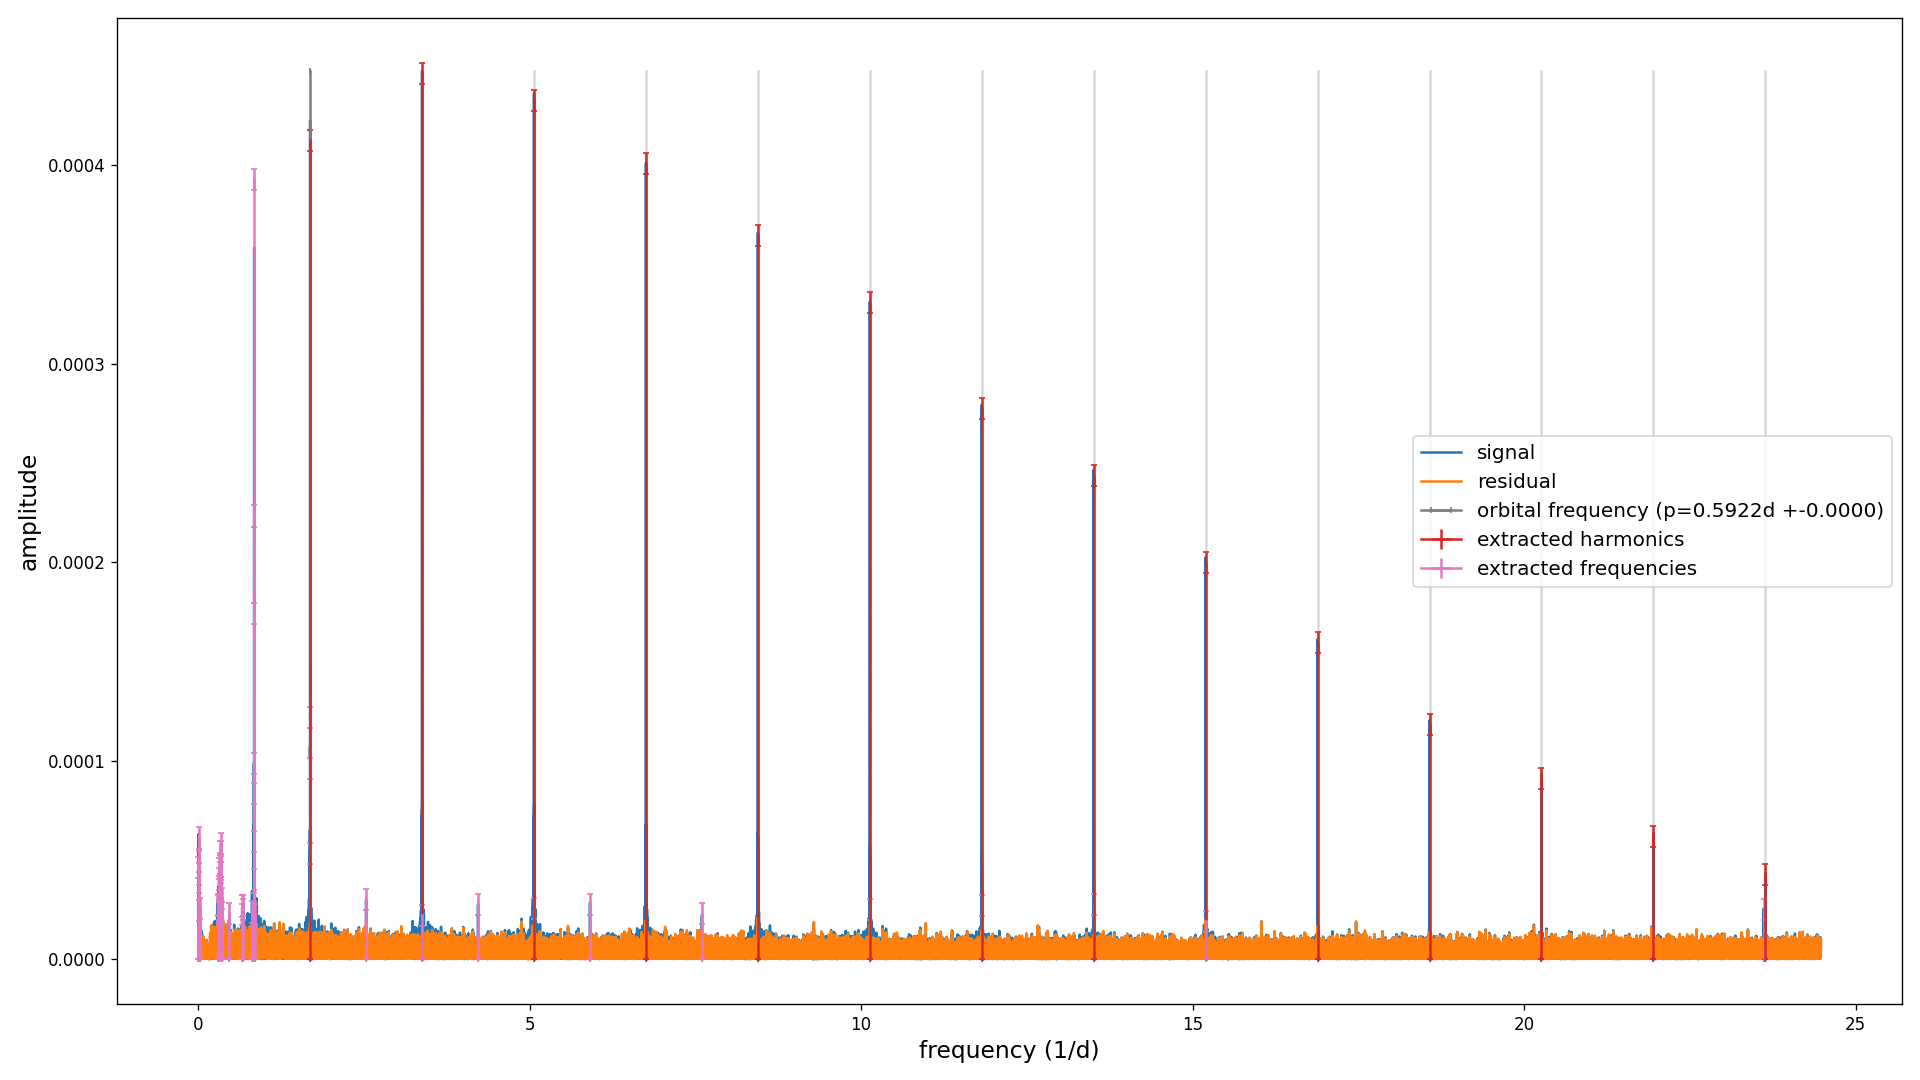 0.0004
0.0003
0.0002
0.0001
0.0000
amplitude
0
5
10
15
20
25
frequency (1/d)
signal
residual
orbital frequency (p=0.5922d +-0.0000)
extracted harmonics
extracted frequencies